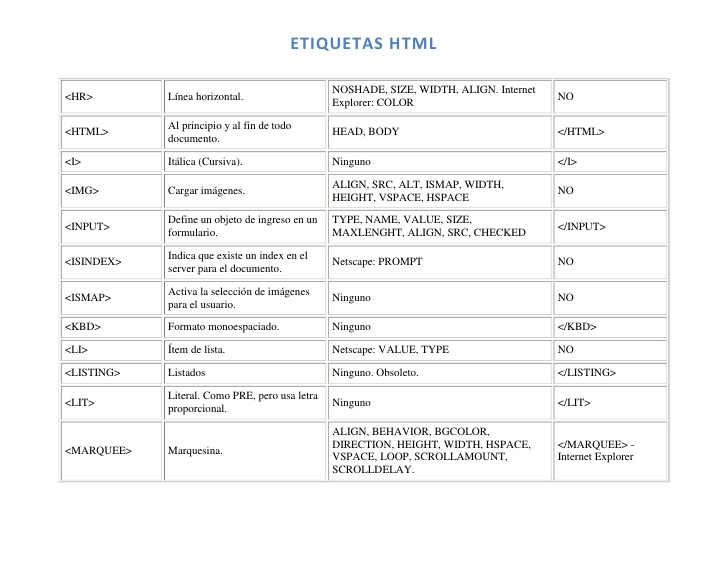 ETIQUETAS HTML
<HR>
Línea horizontal.
NOSHADE, SIZE, WIDTH, ALIGN. Internet
Explorer: COLOR
NO
<HTML>
Al principio y al fin de todo
documento.
HEAD, BODY
</HTML>
<I>
Itálica (Cursiva).
Ninguno
</I>
<IMG>
Cargar imágenes.
ALIGN, SRC, ALT, ISMAP, WIDTH,
HEIGHT, VSPACE, HSPACE
NO
<INPUT>
Define un objeto de ingreso en un
formulario.
TYPE, NAME, VALUE, SIZE,
MAXLENGHT, ALIGN, SRC, CHECKED
</INPUT>
<ISINDEX>
Indica que existe un index en el
server para el documento.
Netscape: PROMPT
NO
<ISMAP>
Activa la selección de imágenes
para el usuario.
Ninguno
NO
<KBD>
Formato monoespaciado.
Ninguno
</KBD>
<LI>
Ítem de lista.
Netscape: VALUE, TYPE
NO
<LISTING>
Listados
Ninguno. Obsoleto.
</LISTING>
<LIT>
Literal. Como PRE, pero usa letra
proporcional.
Ninguno
</LIT>
<MARQUEE>
Marquesina.
ALIGN, BEHAVIOR, BGCOLOR,
DIRECTION, HEIGHT, WIDTH, HSPACE,
VSPACE, LOOP, SCROLLAMOUNT,
SCROLLDELAY.
</MARQUEE> -
Internet Explorer